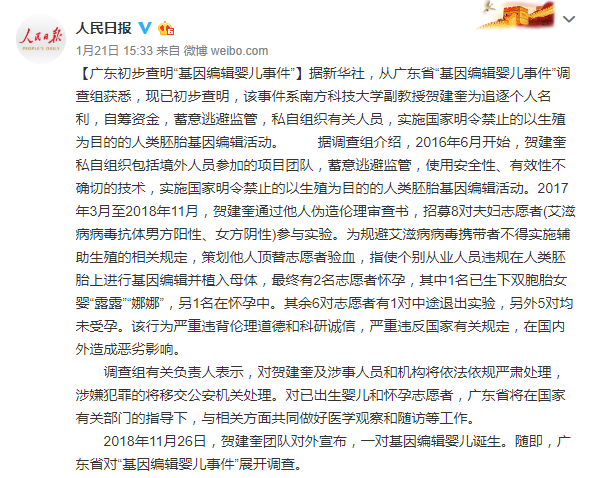 人民日报
PEOPLE'S DAILY
人民日报
1月21日 15:33 来自 微博 weibo.com
【广东初步查明“基因编辑婴儿事件”】据新华社，从广东省“基因编辑婴儿事件”调
查组获悉，现已初步查明，该事件系南方科技大学副教授贺建奎为追逐个人名
利，自筹资金，蓄意逃避监管，私自组织有关人员，实施国家明令禁止的以生殖
为目的的人类胚胎基因编辑活动。 据调查组介绍，2016年6月开始，贺建奎
私自组织包括境外人员参加的项目团队，蓄意逃避监管，使用安全性、有效性不
确切的技术，实施国家明令禁止的以生殖为目的的人类胚胎基因编辑活动。2017
年3月至2018年11月，贺建奎通过他人伪造伦理审查书，招募8对夫妇志愿者(艾滋
病病毒抗体男方阳性、女方阴性)参与实验。为规避艾滋病病毒携带者不得实施辅
助生殖的相关规定，策划他人顶替志愿者验血，指使个别从业人员违规在人类胚
胎上进行基因编辑并植入母体，最终有2名志愿者怀孕，其中1名已生下双胞胎女
婴“露露”“娜娜”，另1名在怀孕中。其余6对志愿者有1对中途退出实验，另外5对均
未受孕。该行为严重违背伦理道德和科研诚信，严重违反国家有关规定，在国内
外造成恶劣影响。
调查组有关负责人表示，对贺建奎及涉事人员和机构将依法依规严肃处理，
涉嫌犯罪的将移交公安机关处理。对已出生婴儿和怀孕志愿者，广东省将在国家
有关部门的指导下，与相关方面共同做好医学观察和随访等工作。
2018年11月26日，贺建奎团队对外宣布，一对基因编辑婴儿诞生。随即，广
东省对“基因编辑婴儿事件”展开调查。